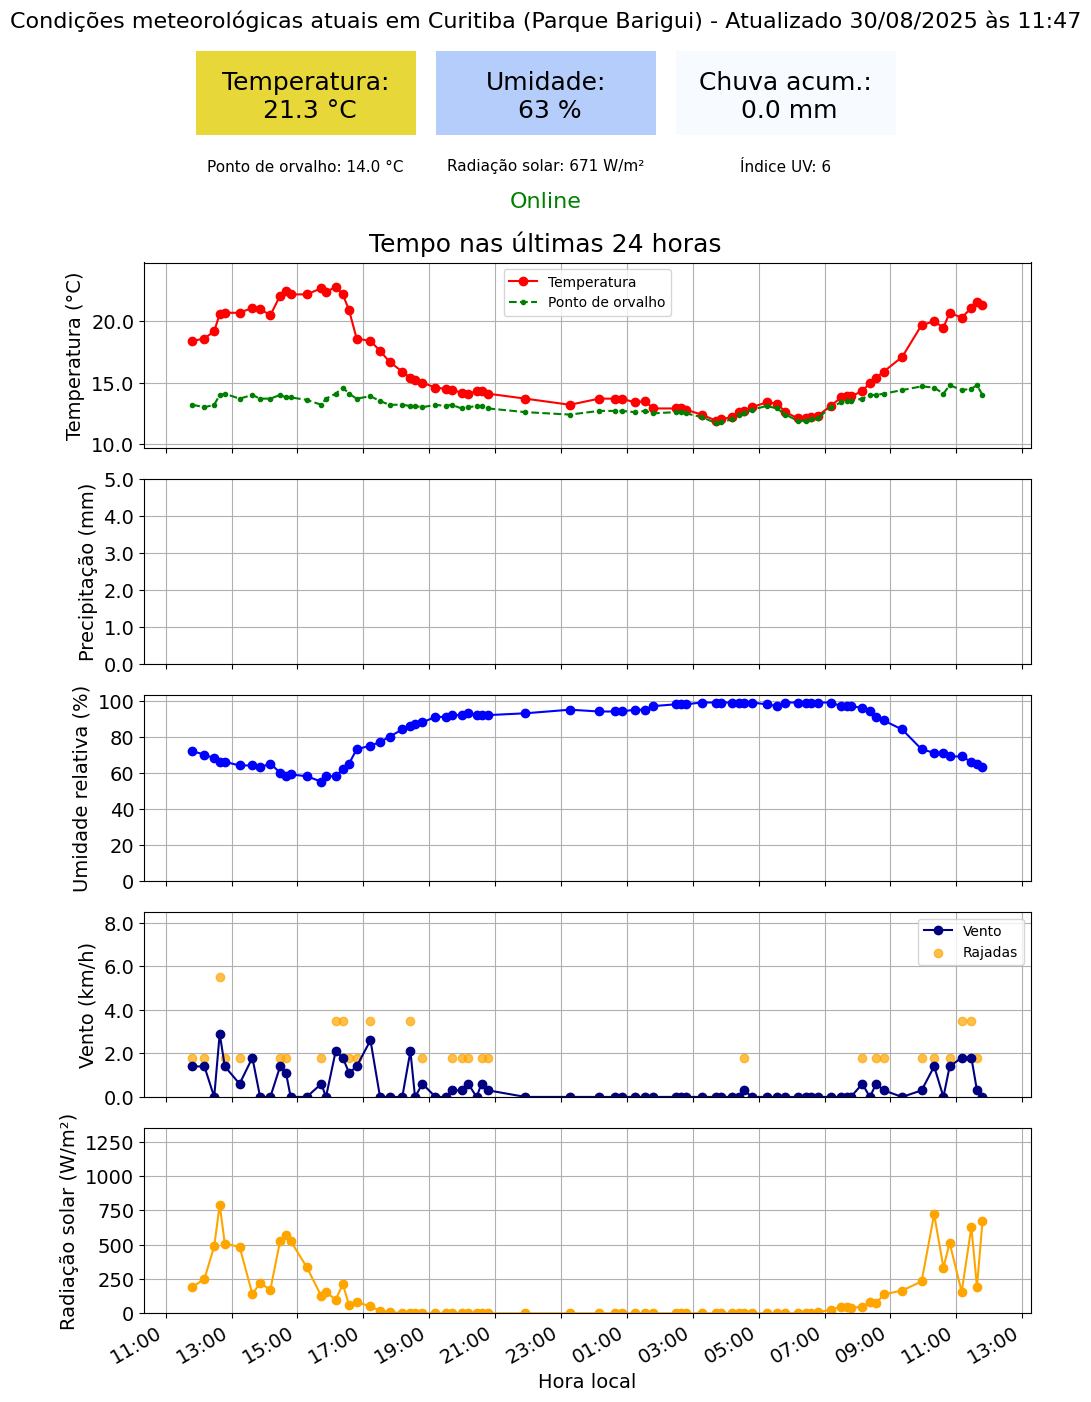 Condições meteorológicas atuais em Curitiba (Parque Barigui) - Atualizado 30/08/2025 às 11:47
Temperatura:
21.3 °C
Umidade:
63 %
Chuva acum.:
0.0 mm
Ponto de orvalho: 14.0 °C
Radiação solar: 671 W/m²
Índice UV: 6
Online
Tempo nas últimas 24 horas
Temperatura (°C)
20.0
15.0
10.0
Temperatura
Ponto de orvalho
Precipitação (mm)
5.0
4.0
3.0
2.0
1.0
0.0
Umidade relativa (%)
100
80
60
40
20
0
Vento (km/h)
8.0
6.0
4.0
2.0
0.0
Vento
Rajadas
Radiação solar (W/m²)
1250
1000
750
500
250
0
11:00
13:00
15:00
17:00
19:00
21:00
23:00
01:00
03:00
05:00
07:00
09:00
11:00
13:00
Hora local